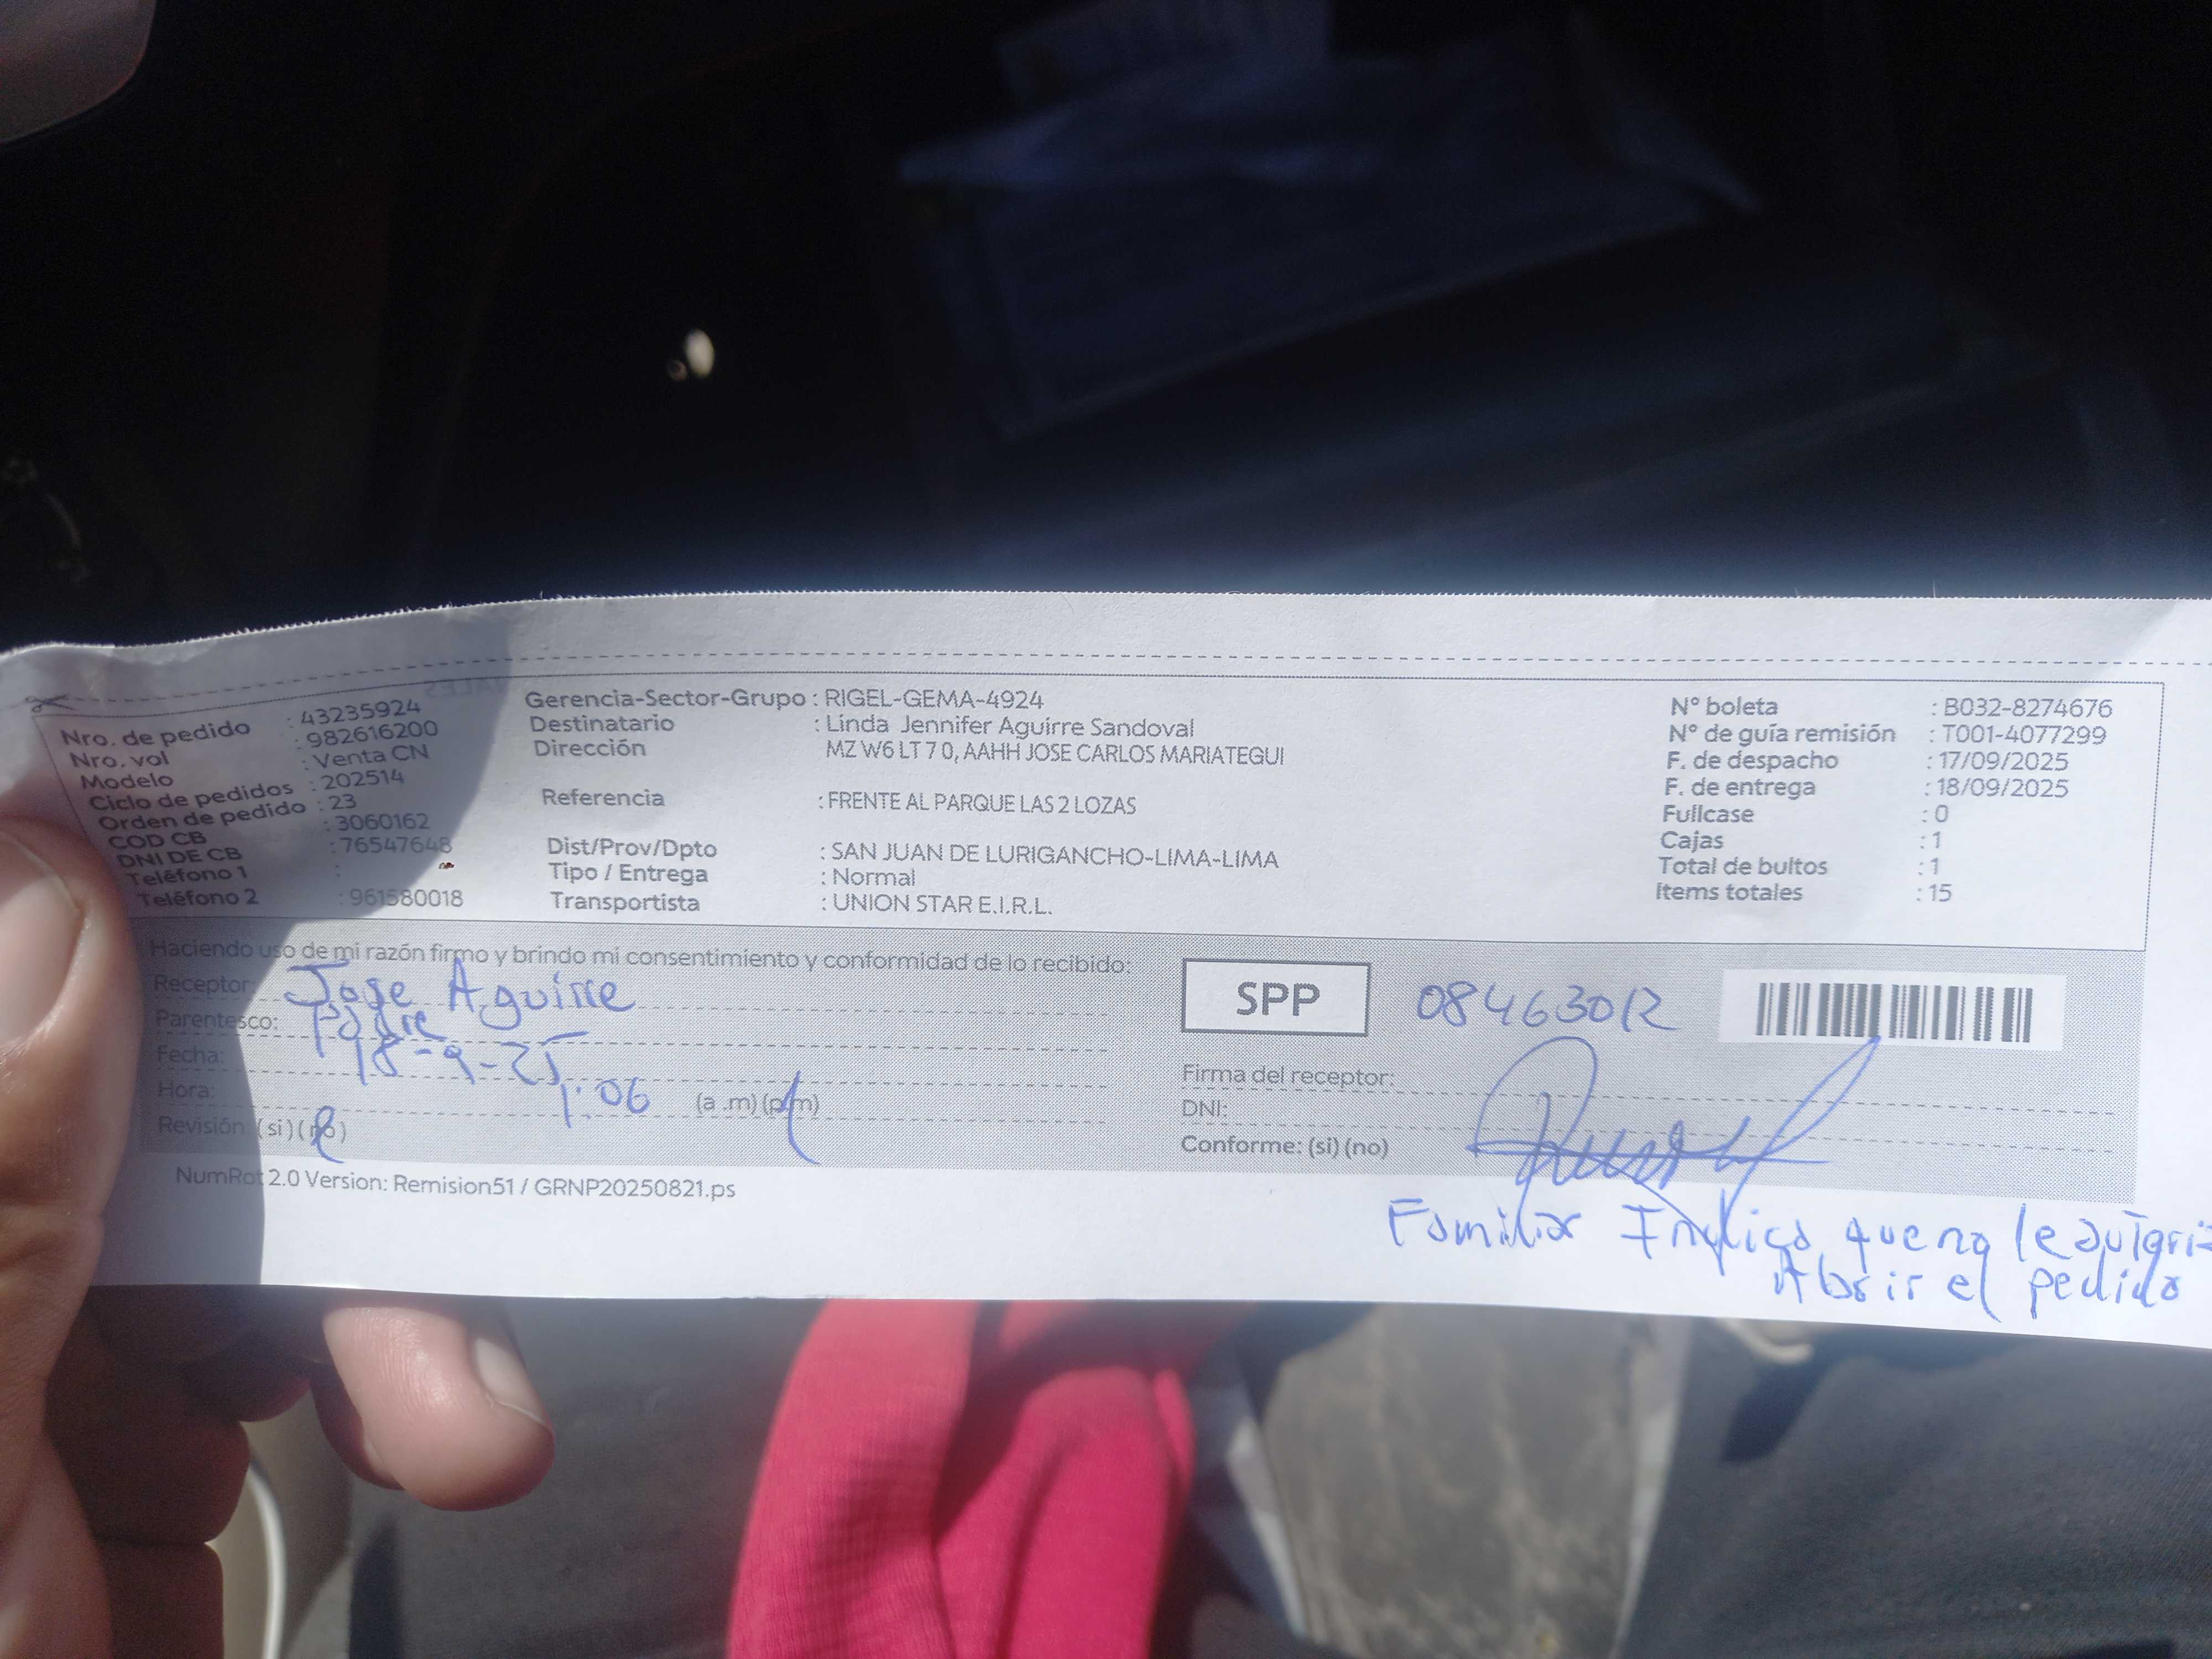 Nro. de pedido : 43235924
Nro. vol : 982616200
Modelo : Venta CN
Ciclo de pedidos : 202514
Orden de pedido : 23
COD CB : 3060162
DNI DE CB : 76547648
Teléfono 1 :
Teléfono 2 : 961580018
Gerencia-Sector-Grupo : RIGEL-GEMA-4924
Destinatario : Linda Jennifer Aguirre Sandoval
Dirección MZ W6 LT 7 0, AAHH JOSE CARLOS MARIATEGUI
Referencia : FRENTE AL PARQUE LAS 2 LOZAS
Dist/Prov/Dpto : SAN JUAN DE LURIGANCHO-LIMA-LIMA
Tipo / Entrega : Normal
Transportista : UNION STAR E.I.R.L.
N° boleta : B032-8274676
N° de guía remisión : T001-4077299
F. de despacho : 17/09/2025
F. de entrega : 18/09/2025
Fullcase : 0
Cajas : 1
Total de bultos : 1
Items totales : 15
Haciendo uso de mi razón firmo y brindo mi consentimiento y conformidad de lo recibido:
Receptor: Jose Aguirre
Parentesco: Padre
Fecha: 18-9-25
Hora: 1:06 (a .m) (p.m)
Revisión: (si) (no)
SPP
Firma del receptor:
DNI:
Conforme: (si) (no)
Familiar Indica que no le
Abrir el pedido
NumRot 2.0 Version: Remision51 / GRNP20250821.ps